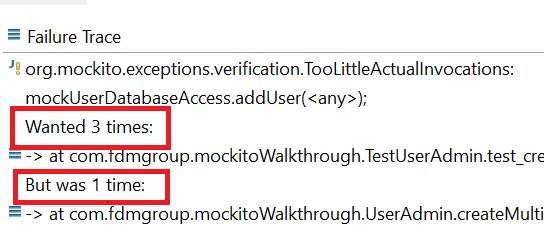 Failure Trace
org.mockito.exceptions.verification.TooLittleActualInvocations:
mockUserDatabaseAccess.addUser(<any>);
Wanted 3 times:
-> at com.fdmgroup.mockitoWalkthrough.TestUserAdmin.test_cre
But was 1 time:
-> at com.fdmgroup.mockitoWalkthrough.UserAdmin.createMulti